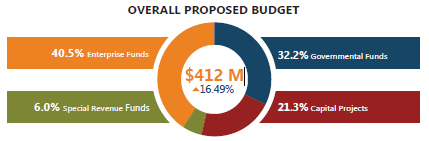 OVERALL PROPOSED BUDGET
40.5% Enterprise Funds
32.2% Governmental Funds
$412 M
16.49%
6.0% Special Revenue Funds
21.3% Capital Projects